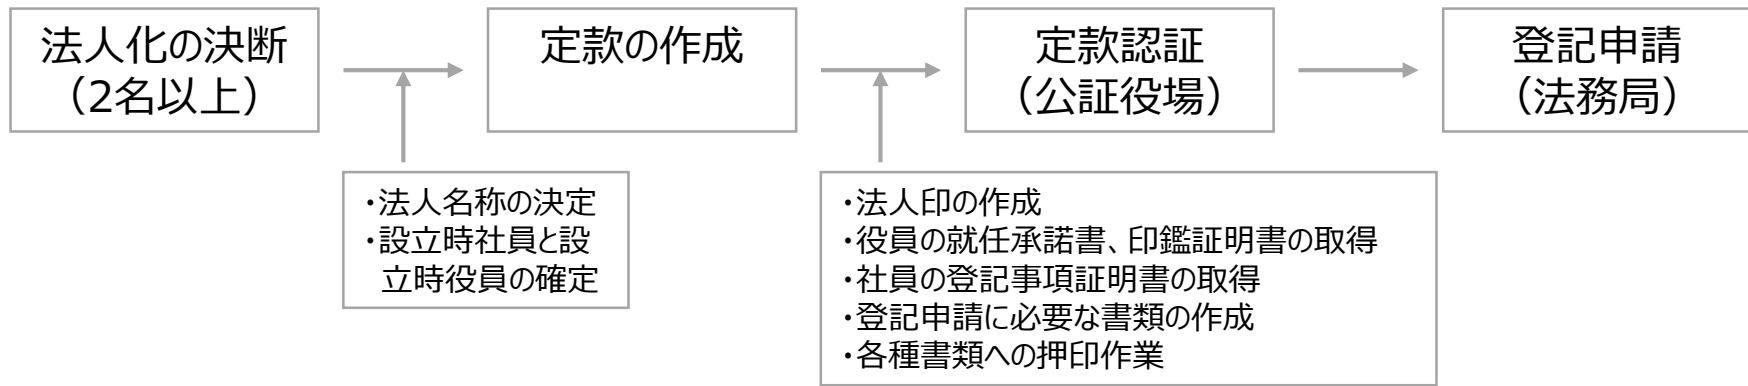 法人化の決断
（2名以上）
定款の作成
定款認証
（公証役場）
登記申請
（法務局）
・法人名称の決定
・設立時社員と設
立時役員の確定
・法人印の作成
・役員の就任承諾書、印鑑証明書の取得
・社員の登記事項証明書の取得
・登記申請に必要な書類の作成
・各種書類への押印作業